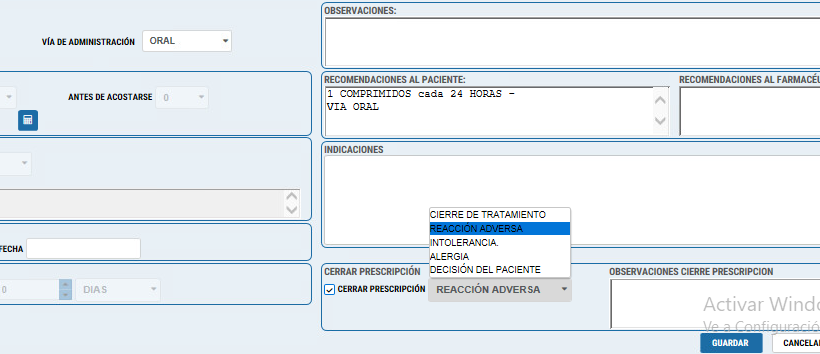 OBSERVACIONES:
VÍA DE ADMINISTRACIÓN ORAL
RECOMENDACIONES AL PACIENTE:
1 COMPRIMIDOS cada 24 HORAS –
VIA ORAL
RECOMENDACIONES AL FARMACÉU
ANTES DE ACOSTARSE 0
INDICACIONES
CIERRE DE TRATAMIENTO
REACCIÓN ADVERSA
INTOLERANCIA.
ALERGIA
DECISIÓN DEL PACIENTE
FECHA
0 DIAS
CERRAR PRESCRIPCIÓN
CERRAR PRESCRIPCIÓN REACCIÓN ADVERSA
OBSERVACIONES CIERRE PRESCRIPCION
Activar Windo
Ve a Configuració
GUARDAR CANCELA